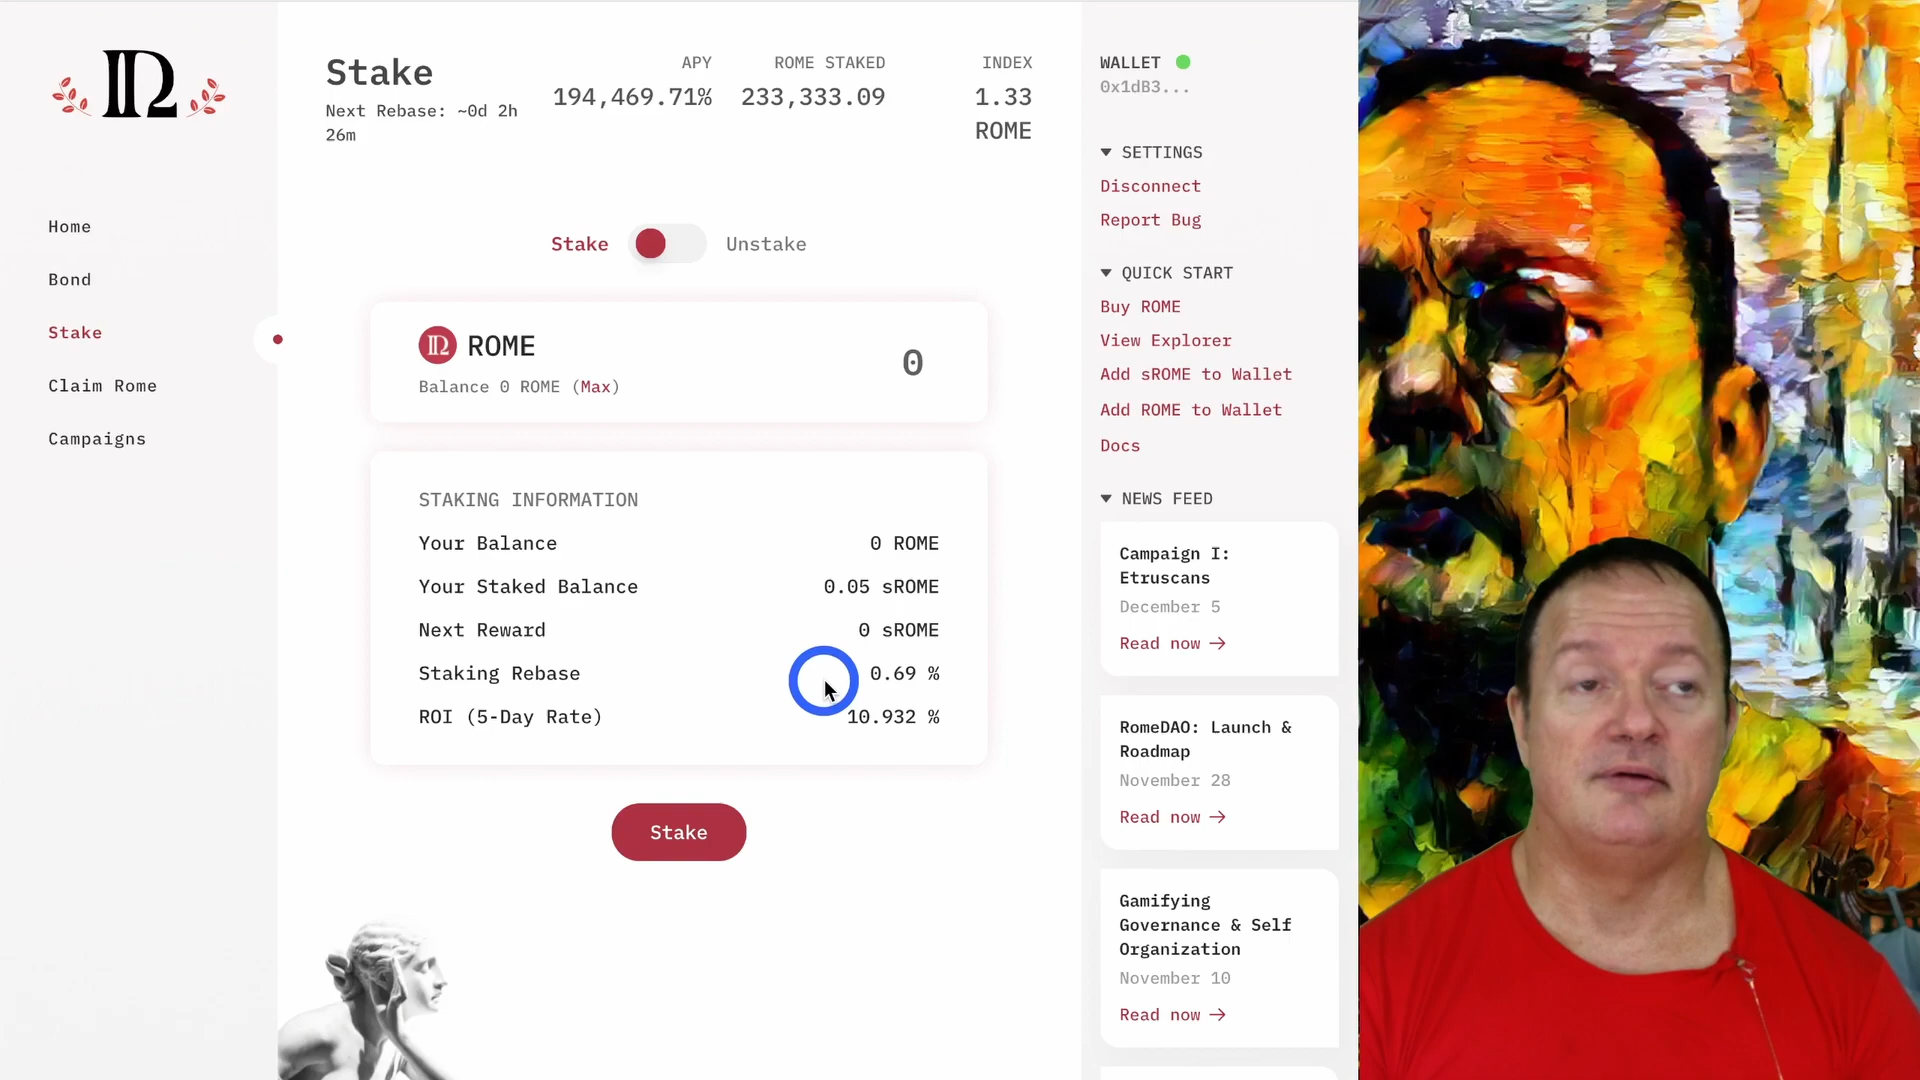 Home
Bond
Stake
Claim Rome
Campaigns
Stake
Next Rebase: ~0d 2h
26m
APY
194,469.71%
ROME STAKED
233,333.09
INDEX
1.33
ROME
Stake
Unstake
ROME
Balance 0 ROME (Max)
0
STAKING INFORMATION
Your Balance 0 ROME
Your Staked Balance 0.05 sROME
Next Reward 0 sROME
Staking Rebase 0.69 %
ROI (5-Day Rate) 10.932 %
Stake
WALLET
0x1dB3...
SETTINGS
Disconnect
Report Bug
QUICK START
Buy ROME
View Explorer
Add sROME to Wallet
Add ROME to Wallet
Docs
NEWS FEED
Campaign I:
Etruscans
December 5
Read now →
RomeDAO: Launch &
Roadmap
November 28
Read now →
Gamifying
Governance & Self
Organization
November 10
Read now →